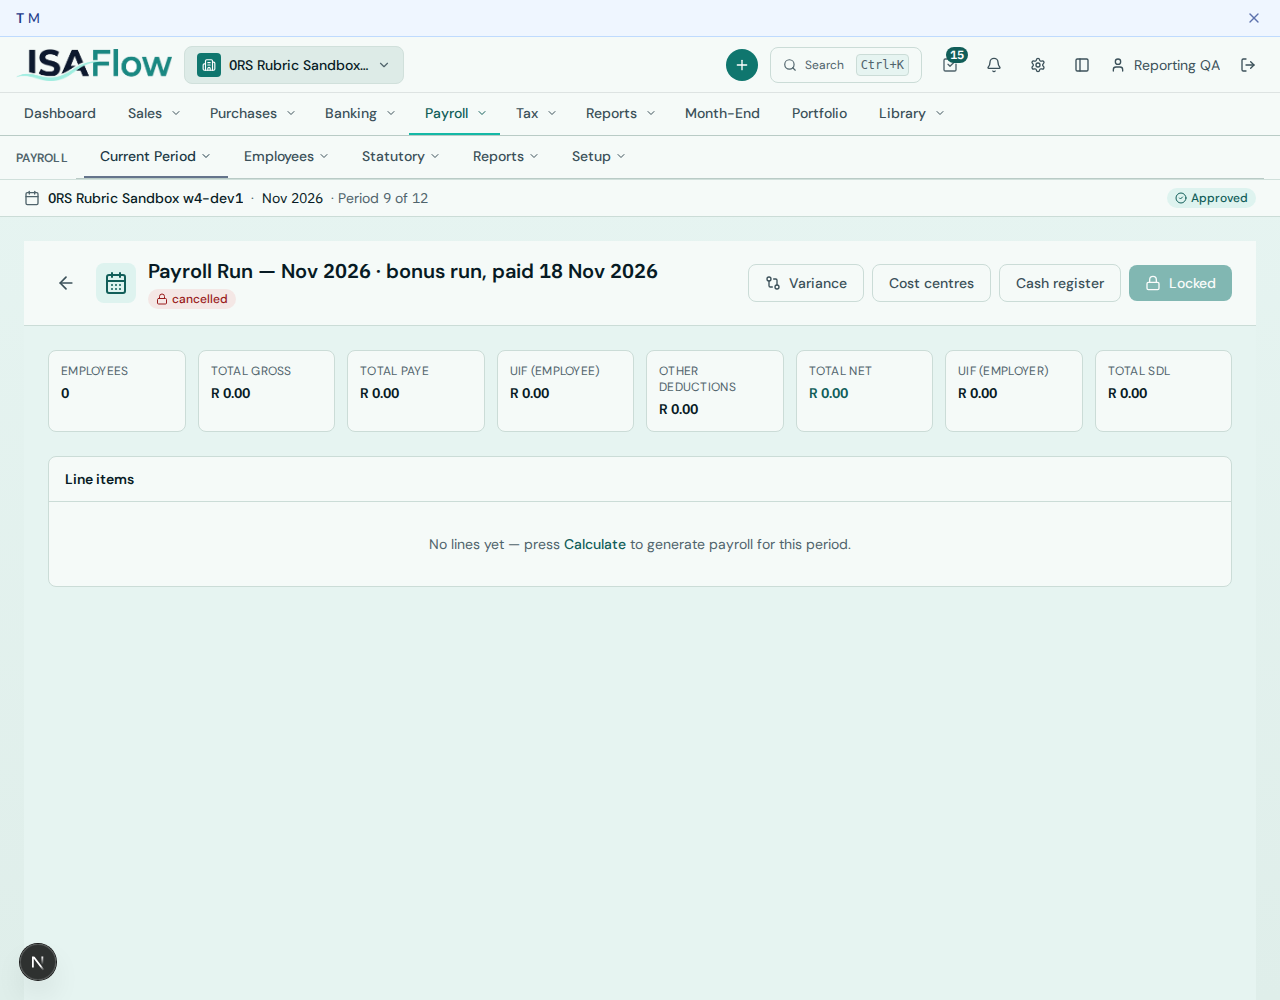 T M
ISAFlow
0RS Rubric Sandbox...
Search Ctrl+K
15
Reporting QA
Dashboard Sales Purchases Banking Payroll Tax Reports Month-End Portfolio Library
PAYROLL Current Period Employees Statutory Reports Setup
0RS Rubric Sandbox w4-dev1 · Nov 2026 · Period 9 of 12
Approved
Payroll Run — Nov 2026 · bonus run, paid 18 Nov 2026
cancelled
Variance Cost centres Cash register Locked
EMPLOYEES
0
TOTAL GROSS
R 0.00
TOTAL PAYE
R 0.00
UIF (EMPLOYEE)
R 0.00
OTHER
DEDUCTIONS
R 0.00
TOTAL NET
R 0.00
UIF (EMPLOYER)
R 0.00
TOTAL SDL
R 0.00
Line items
No lines yet — press Calculate to generate payroll for this period.
N